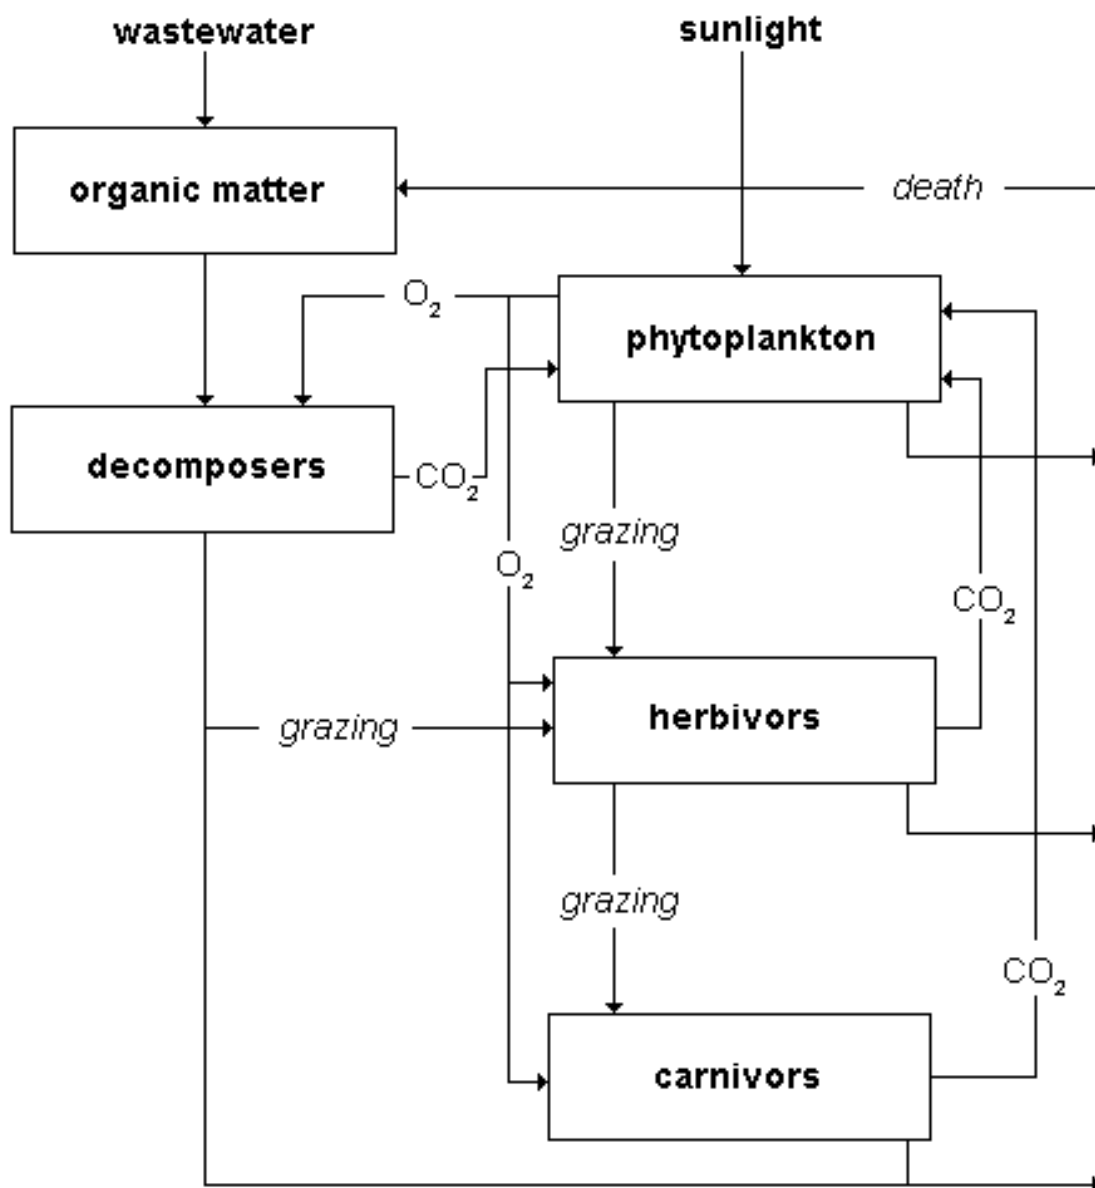 wastewater
sunlight
organic matter
death
O₂
phytoplankton
decomposers
CO₂
grazing
O₂
CO₂
herbivors
grazing
grazing
CO₂
carnivors